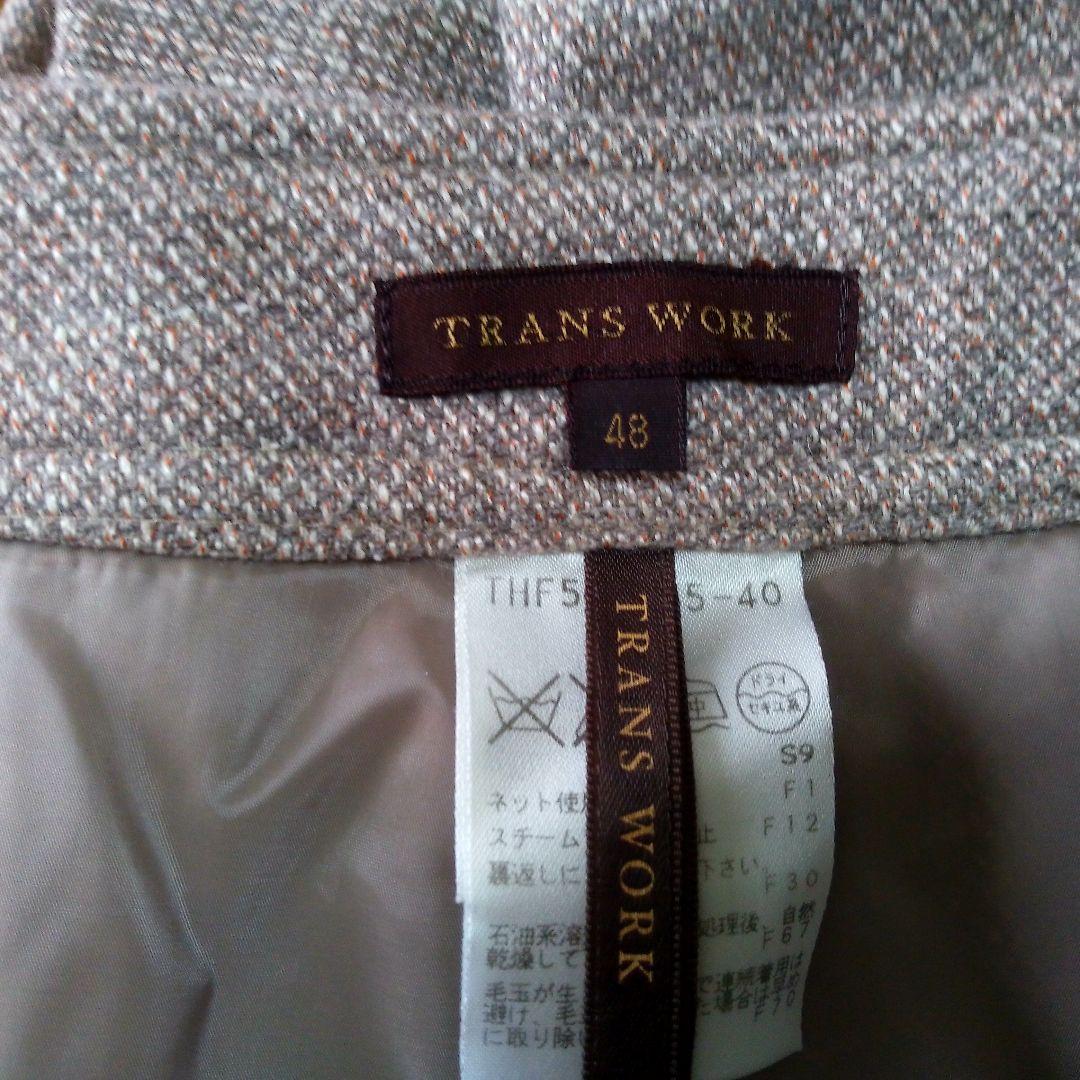 TRANS WORK
48
THF5 5-40
TRANS WORK
中
ドライ
セキユ系
S9
ネット使 F1
スチーム 止 F12
裏返しに 下さい。 F30
石油系溶 処理後、自然 F67
乾燥して
毛玉が生 で連続着用は
避け、毛 た場合は F70
に取り除